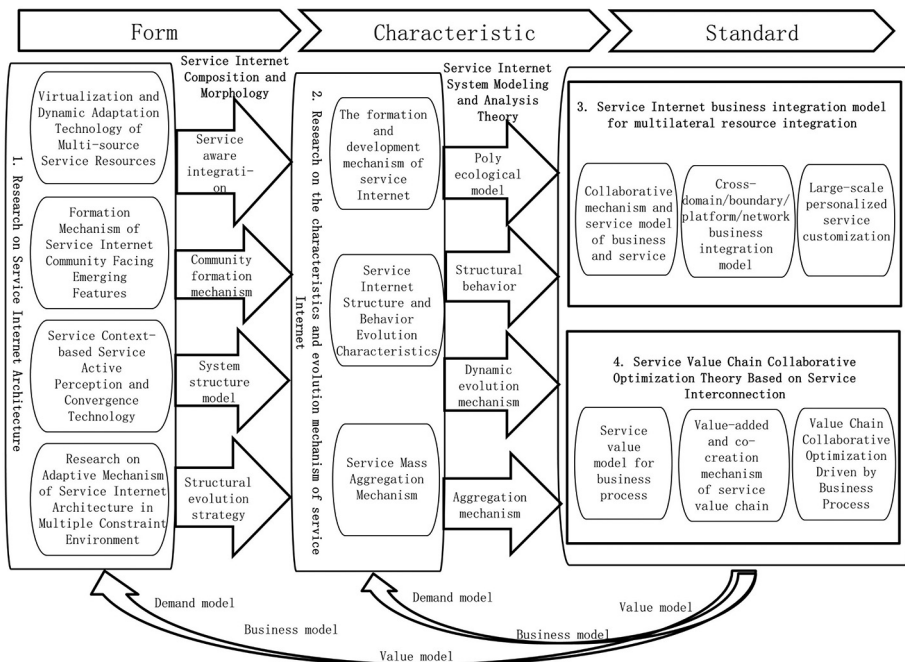 Form
Characteristic
Standard
1. Research on Service Internet Architecture
Virtualization and
Dynamic Adaptation
Technology of
Multi-source
Service Resources
Formation
Mechanism of
Service Internet
Community Facing
Emerging
Features
Service Context-
based Service
Active
Perception and
Convergence
Technology
Research on
Adaptive Mechanism
of Service Internet
Architecture in
Multiple Constraint
Environment
Service Internet
Composition and
Morphology
Service
aware
integrati-
on
Community
formation
mechanism
System
structure
model
Structural
evolution
strategy
2. Research on the characteristics and evolution mechanism of service
Internet
The formation
and
development
mechanism of
service
Internet
Service
Internet
Structure and
Behavior
Evolution
Characteristics
Service Mass
Aggregation
Mechanism
Service Internet
System Modeling
and Analysis
Theory
Poly
ecological
model
Structural
behavior
Dynamic
evolution
mechanism
Aggregation
mechanism
3. Service Internet business integration model
for multilateral resource integration
Collaborative
mechanism and
service model
of business
and service
Cross-
domain/boundary/
platform/network
business
integration
model
Large-scale
personalized
service
customization
4. Service Value Chain Collaborative
Optimization Theory Based on Service
Interconnection
Service
value
model for
business
process
Value-added
and co-
creation
mechanism
of service
value chain
Value Chain
Collaborative
Optimization
Driven by
Business
Process
Demand model
Business model
Value model
Demand model
Business model
Value model